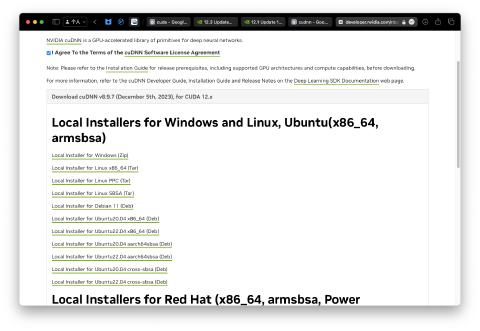 个人
cuda - Googl...
12.3 Update...
12.1 Update 1...
cudnn - Goo...
developer.nvidia.com/rdp
NVIDIA cuDNN is a GPU-accelerated library of primitives for deep neural networks.
I Agree To the Terms of the cuDNN Software License Agreement
Note: Please refer to the Installation Guide for release prerequisites, including supported GPU architectures and compute capabilities, before downloading.
For more information, refer to the cuDNN Developer Guide, Installation Guide and Release Notes on the Deep Learning SDK Documentation web page.
Download cuDNN v8.9.7 (December 5th, 2023), for CUDA 12.x
Local Installers for Windows and Linux, Ubuntu(x86_64,
armsbsa)
Local Installer for Windows (Zip)
Local Installer for Linux x86_64 (Tar)
Local Installer for Linux PPC (Tar)
Local Installer for Linux SBSA (Tar)
Local Installer for Debian 11 (Deb)
Local Installer for Ubuntu20.04 x86_64 (Deb)
Local Installer for Ubuntu22.04 x86_64 (Deb)
Local Installer for Ubuntu20.04 aarch64sbsa (Deb)
Local Installer for Ubuntu22.04 aarch64sbsa (Deb)
Local Installer for Ubuntu20.04 cross-sbsa (Deb)
Local Installer for Ubuntu22.04 cross-sbsa (Deb)
Local Installers for Red Hat (x86_64, armsbsa, Power